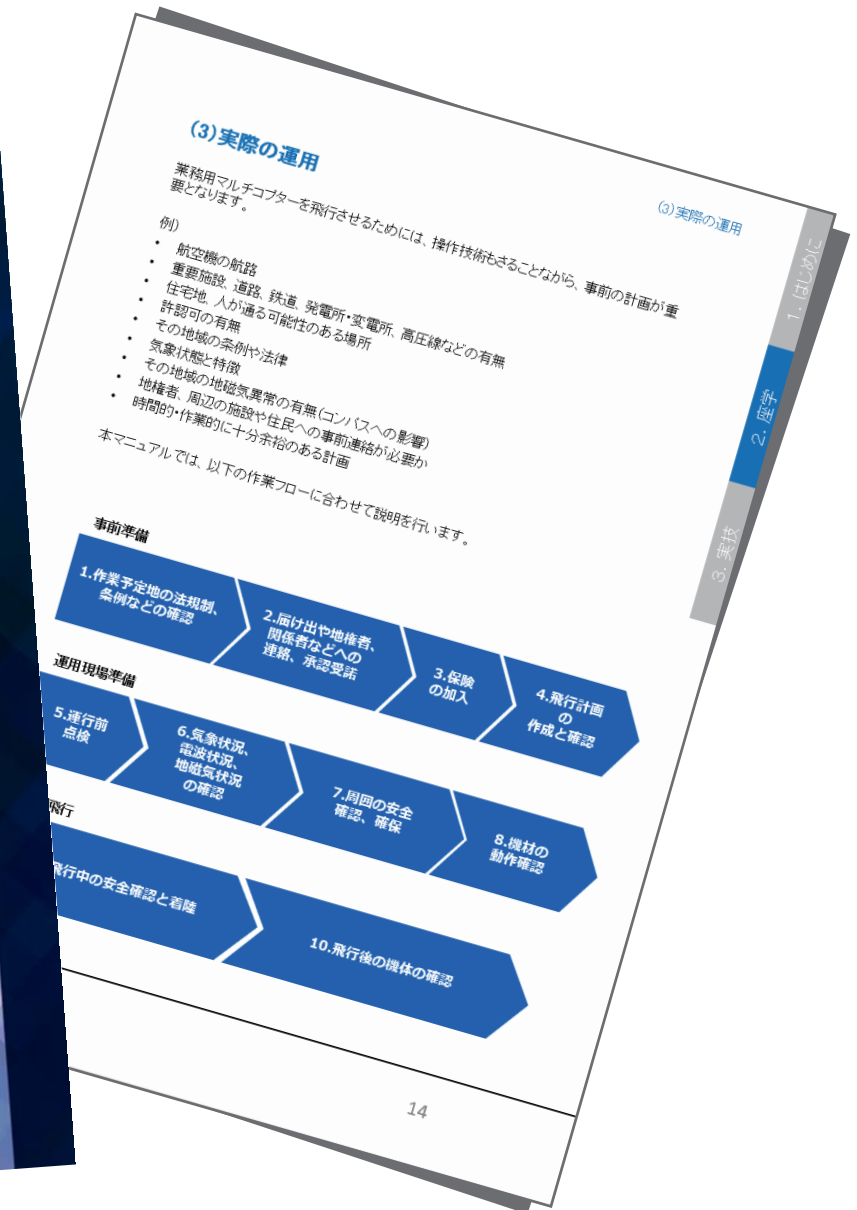 (3)実際の運用
(3)実際の運用
業務用マルチコプターを飛行させるためには、操作技術もさることながら、事前の計画が重
要となります。
例)
• 航空機の航路
• 重要施設、道路、鉄道、発電所・変電所、高圧線などの有無
• 住宅地、人が通る可能性のある場所
• 許認可の有無
• その地域の条例や法律
• 気象状態と特徴
• その地域の地磁気異常の有無(コンパスへの影響)
• 地権者、周辺の施設や住民への事前連絡が必要か
• 時間的・作業的に十分余裕のある計画
本マニュアルでは、以下の作業フローに合わせて説明を行います。
事前準備
1.作業予定地の法規制、
条例などの確認
2.届け出や地権者、
関係者などへの
連絡、承認受諾
3.保険
の加入
4.飛行計画
の
作成と確認
運用現場準備
5.運行前
点検
6.気象状況、
電波状況、
地磁気状況
の確認
7.周回の安全
確認、確保
8.機材の
動作確認
飛行
飛行中の安全確認と着陸
10.飛行後の機体の確認
14
1. はじめに
2. 座学
3. 実技